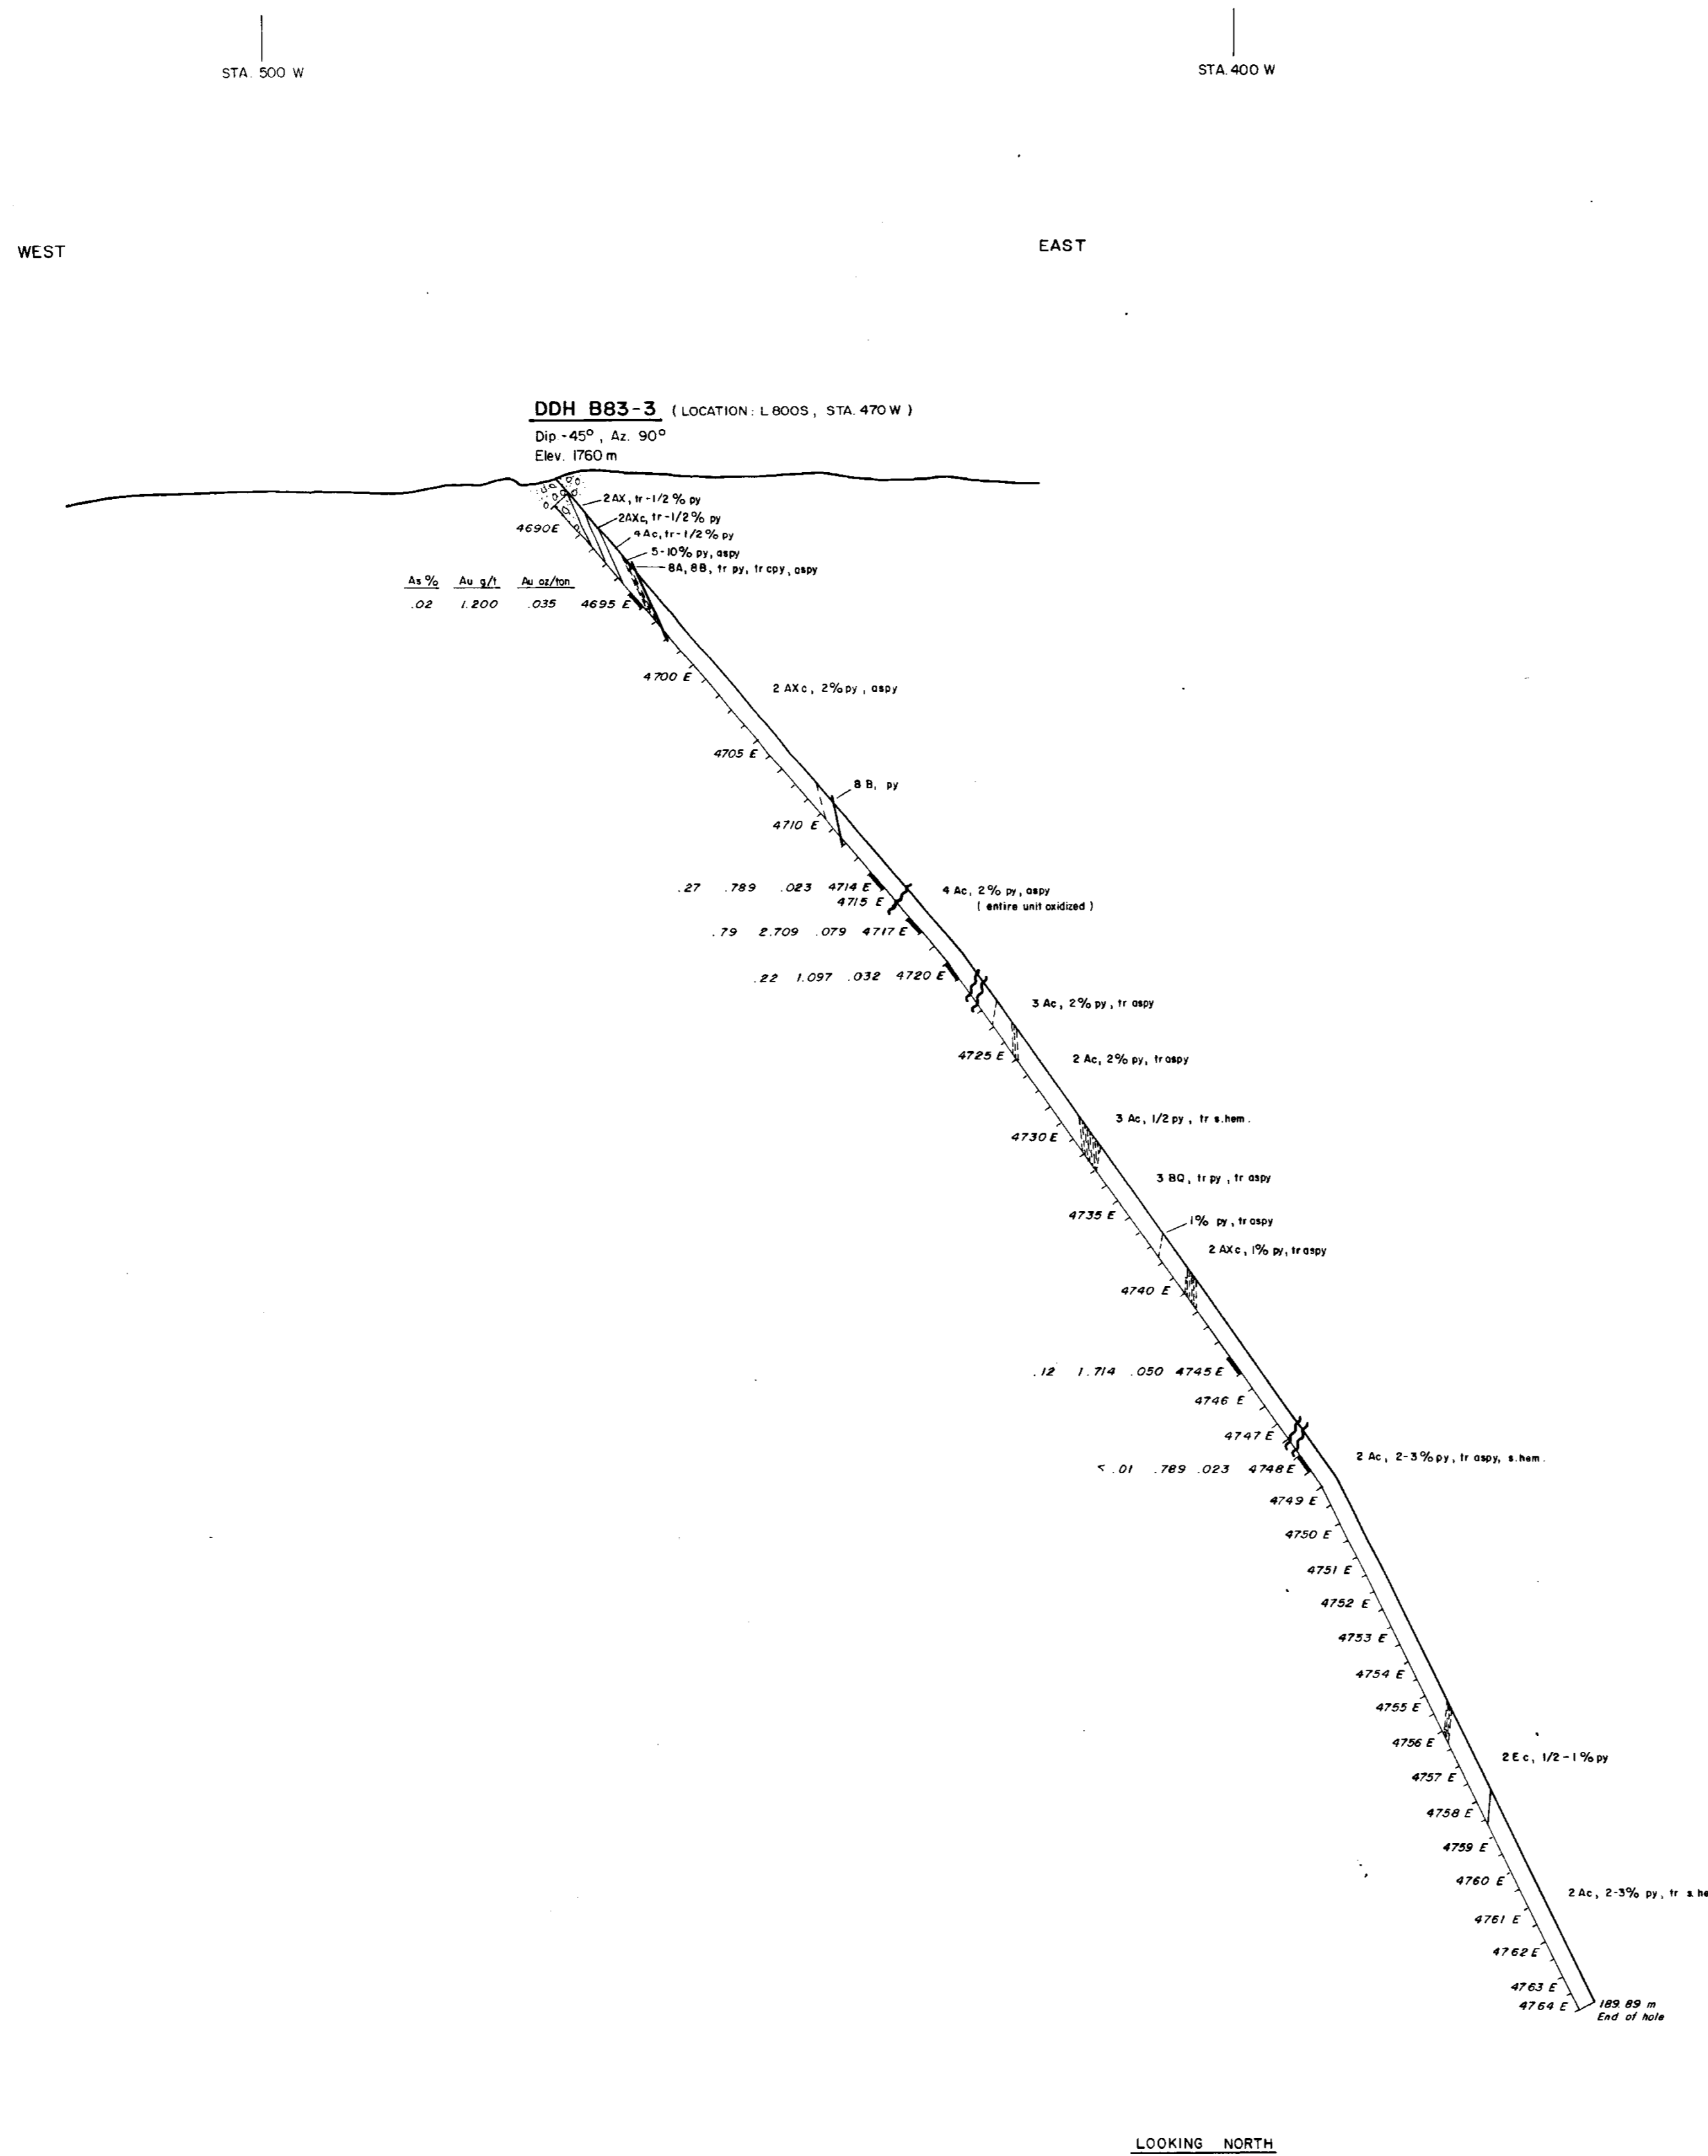 STA. 500 W
STA. 400 W
WEST
EAST
DDH B83-3 (LOCATION: L 800S, STA. 470 W)
Dip -45°, Az. 90°
Elev. 1760 m
2AX, tr-1/2% py
2AXc, tr-1/2% py
4690E
4Ac, tr-1/2% py
5-10% py, aspy
8A, 8B, tr py, tr cpy, aspy
As % Au g/t Au oz/ton
.02 1.200 .035 4695 E
4700 E
2 AXc, 2% py, aspy
4705 E
8 B, py
4710 E
.27 .789 .023 4714 E
4 Ac, 2% py, aspy
4715 E
( entire unit oxidized )
.79 2.709 .079 4717 E
.22 1.097 .032 4720 E
3 Ac, 2% py, tr aspy
4725 E
2 Ac, 2% py, tr aspy
3 Ac, 1/2 py, tr s.hem.
4730 E
3 BQ, tr py, tr aspy
4735 E
1% py, tr aspy
2 AXc, 1% py, tr aspy
4740 E
.12 1.714 .050 4745 E
4746 E
4747 E
2 Ac, 2-3% py, tr aspy, s.hem.
< .01 .789 .023 4748 E
4749 E
4750 E
4751 E
4752 E
4753 E
4754 E
4755 E
4756 E
2 E c, 1/2-1% py
4757 E
4758 E
4759 E
4760 E
2 Ac, 2-3% py, tr s. he
4761 E
4762 E
4763 E
4764 E
189.89 m
End of hole
LOOKING NORTH